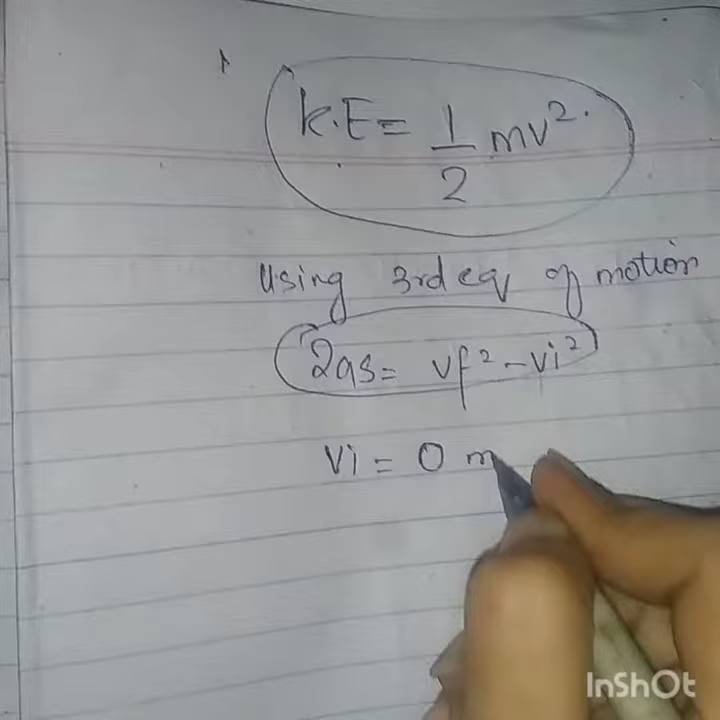 K.E = 1/2 mv².
Using 3rd eq of motion
2as = vf² - vi²
vi = 0 m
InShOt